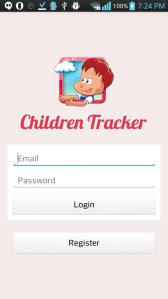 100% 7:24 PM
Children Tracker
Email
Password
Login
Register